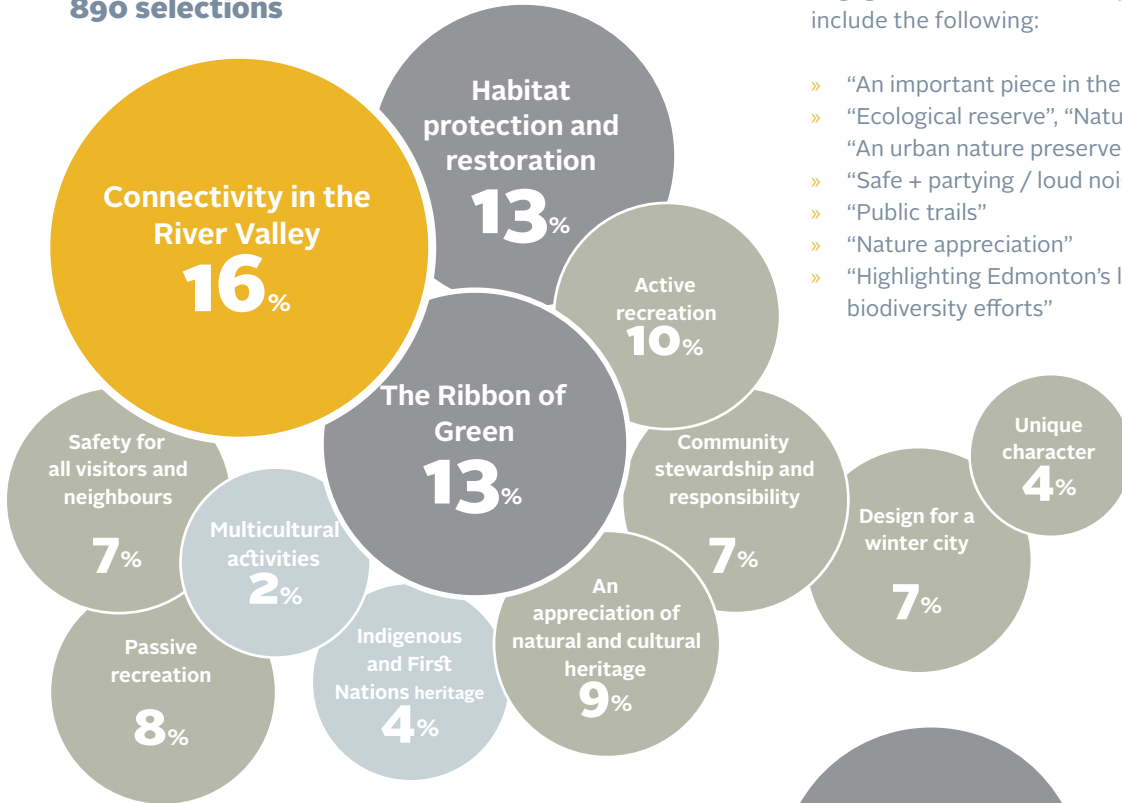 890 selections
Habitat
protection and
restoration
13%
Connectivity in the
River Valley
16%
Active
recreation
10%
The Ribbon of
Green
13%
Safety for
all visitors and
neighbours
7%
Multicultural
activities
2%
Community
stewardship and
responsibility
7%
Unique
character
4%
Design for a
winter city
7%
Passive
recreation
8%
Indigenous
and First
Nations heritage
4%
An
appreciation of
natural and cultural
heritage
9%
include the following:
» “An important piece in the
» “Ecological reserve”, “Natu
“An urban nature preserve
» “Safe + partying / loud nois
» “Public trails”
» “Nature appreciation”
» “Highlighting Edmonton’s l
biodiversity efforts”